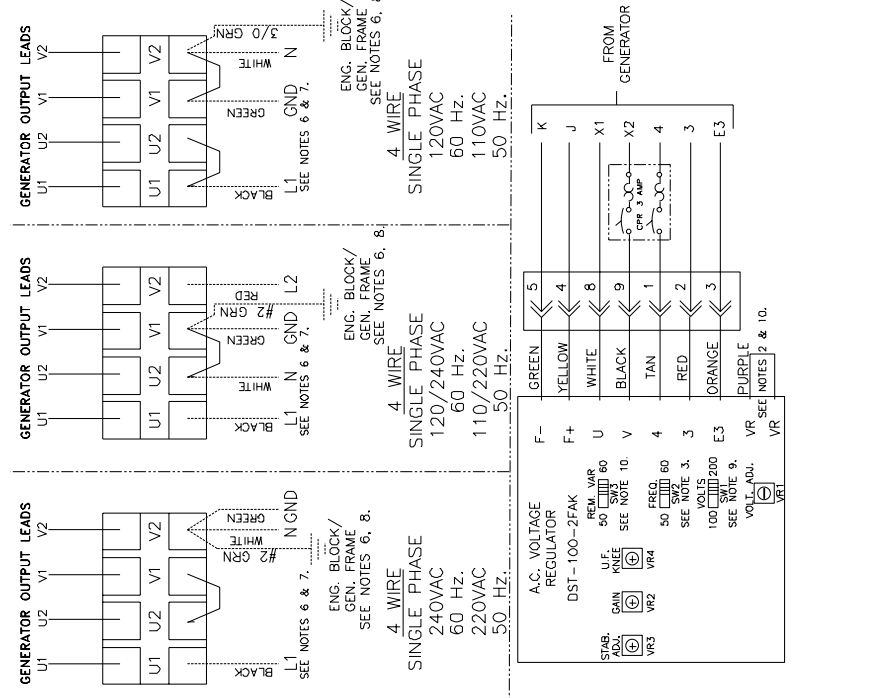 GENERATOR OUTPUT LEADS
U1 U2 V1 V2
U1 U2 V1 V2
BLACK
WHITE
GREEN
#2 GRN
L1
N GND
SEE NOTES 6 & 7.
ENG. BLOCK/
GEN. FRAME
SEE NOTES 6, 8.
4 WIRE
SINGLE PHASE
240VAC
60 Hz.
220VAC
50 Hz.
GENERATOR OUTPUT LEADS
U1 U2 V1 V2
U1 U2 V1 V2
BLACK
WHITE
GREEN
#2 GRN
RED
L1 N GND L2
SEE NOTES 6 & 7.
ENG. BLOCK/
GEN. FRAME
SEE NOTES 6, 8.
4 WIRE
SINGLE PHASE
120/240VAC
60 Hz.
110/220VAC
50 Hz.
GENERATOR OUTPUT LEADS
U1 U2 V1 V2
U1 U2 V1 V2
BLACK
GREEN
WHITE
3/0 GRN
L1 GND N
SEE NOTES 6 & 7.
ENG. BLOCK/
GEN. FRAME
SEE NOTES 6,
4 WIRE
SINGLE PHASE
120VAC
60 Hz.
110VAC
50 Hz.
FROM
GENERATOR
K
J
X1
X2
4
3
E3
CPR 3 AMP
5
4
8
9
1
2
3
GREEN
YELLOW
WHITE
BLACK
TAN
RED
ORANGE
PURPLE
SEE NOTES 2 & 10.
F-
F+
U
V
4
3
E3
VR
VR
A.C. VOLTAGE
REGULATOR
DST-100-2FAK
REM. VAR
50 60
SW3
SEE NOTE 10.
FREQ.
50 60
SW2
SEE NOTE 3.
VOLTS
100 200
SW1
SEE NOTE 9.
VOLT. ADJ.
VR1
STAB.
ADJ.
VR3
GAIN
VR2
U.F.
KNEE
VR4